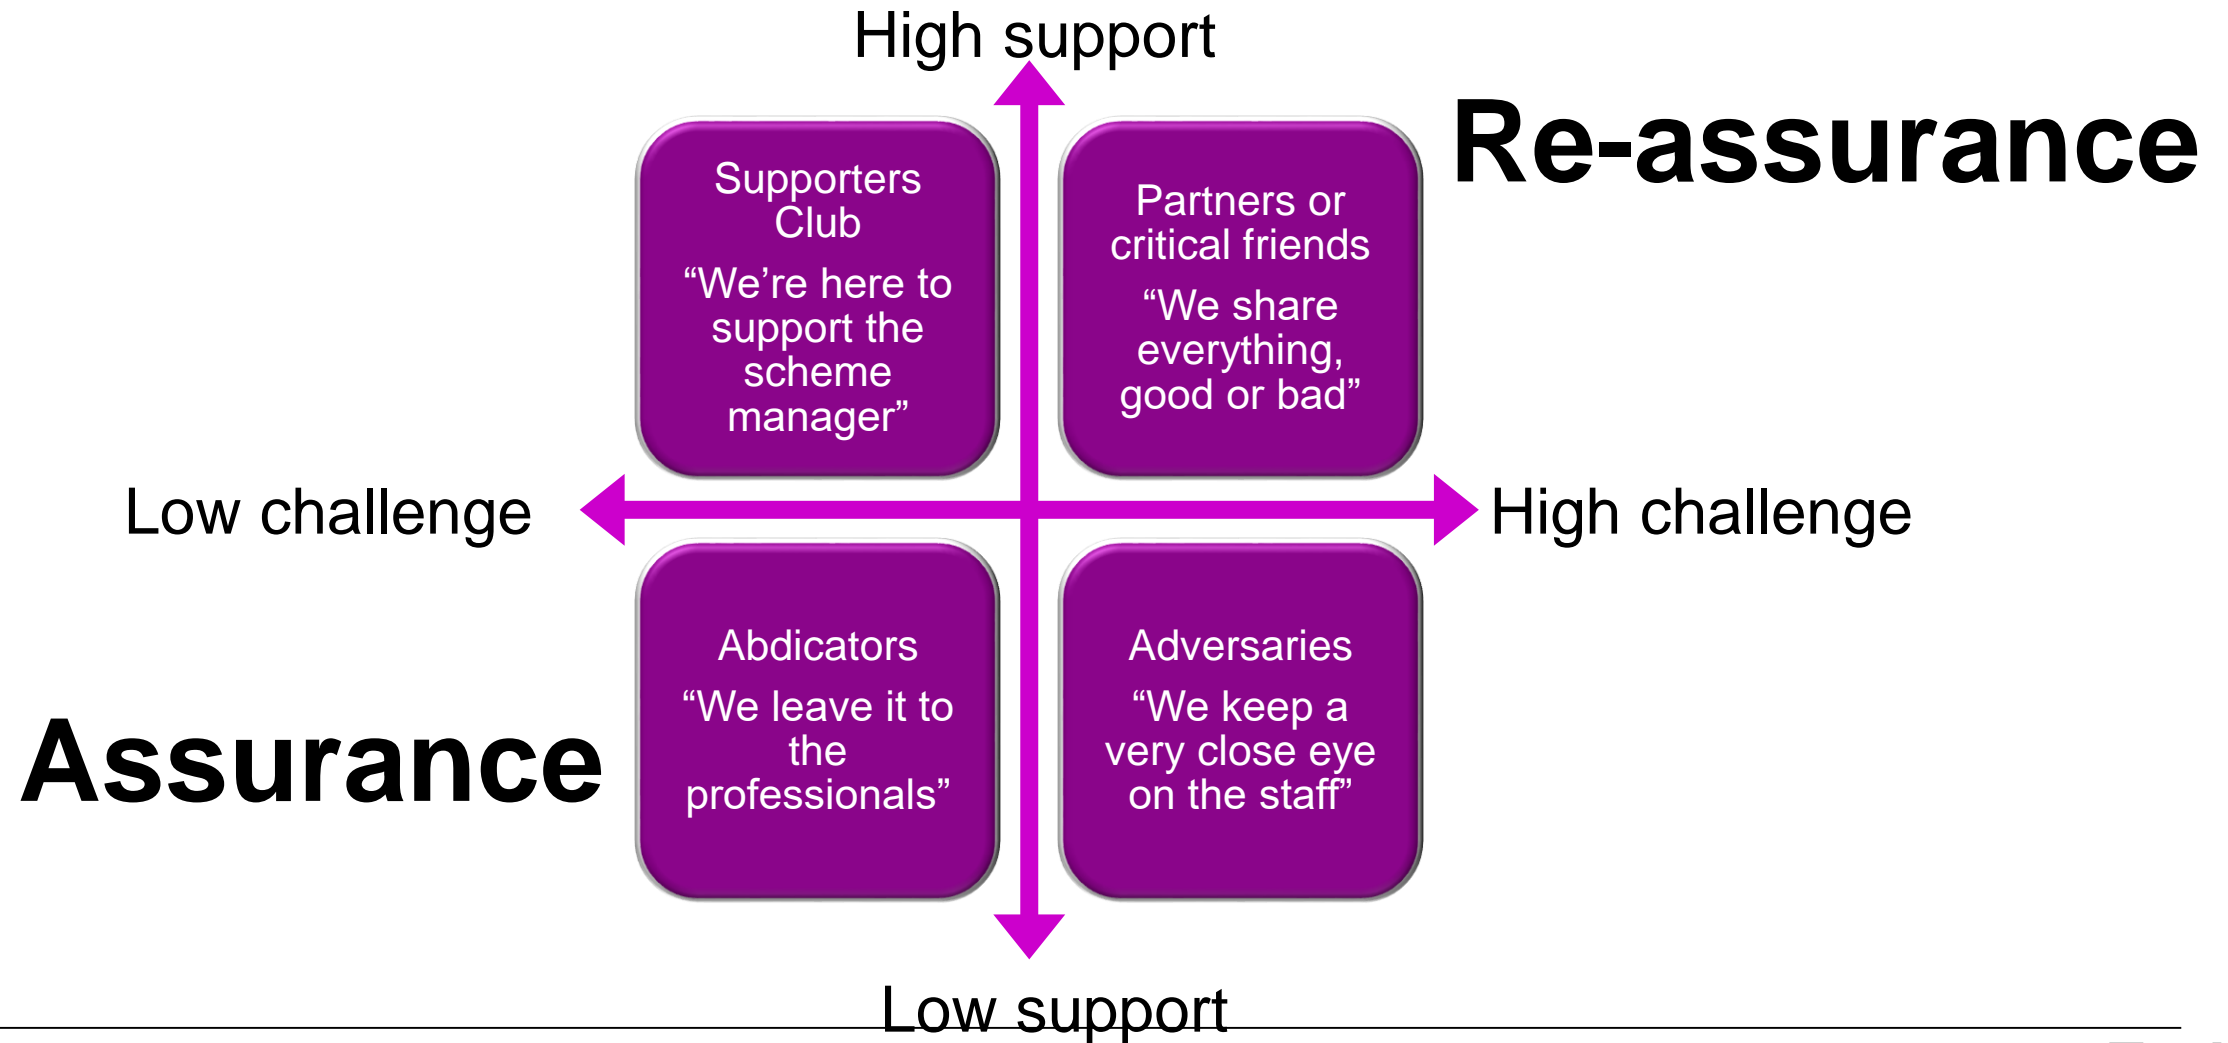 High support
Re-assurance
Supporters
Club
“We’re here to
support the
scheme
manager”
Partners or
critical friends
“We share
everything,
good or bad”
Low challenge
High challenge
Abdicators
“We leave it to
the
professionals”
Adversaries
“We keep a
very close eye
on the staff”
Assurance
Low support